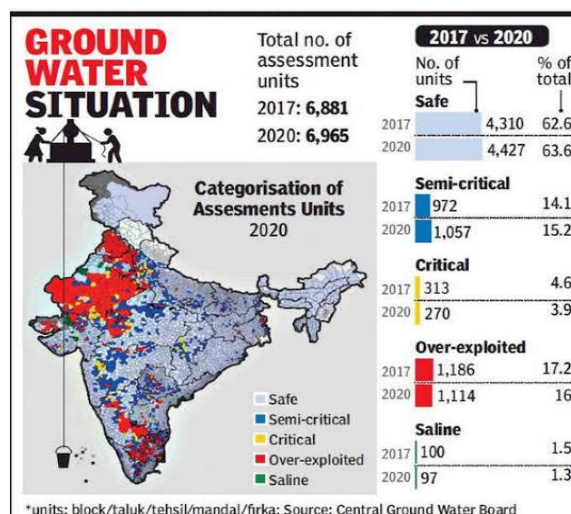 GROUND
WATER
SITUATION
Total no. of
assessment
units
2017: 6,881
2020: 6,965
Categorisation of
Assesments Units
2020
Safe
Semi-critical
Critical
Over-exploited
Saline
2017 vs 2020
No. of
units
% of
total
Safe
2017 4,310 62.6
2020 4,427 63.6
Semi-critical
2017 972 14.1
2020 1,057 15.2
Critical
2017 313 4.6
2020 270 3.9
Over-exploited
2017 1,186 17.2
2020 1,114 16
Saline
2017 100 1.5
2020 97 1.3
*units: block/taluk/tehsil/mandal/firka; Source: Central Ground Water Board